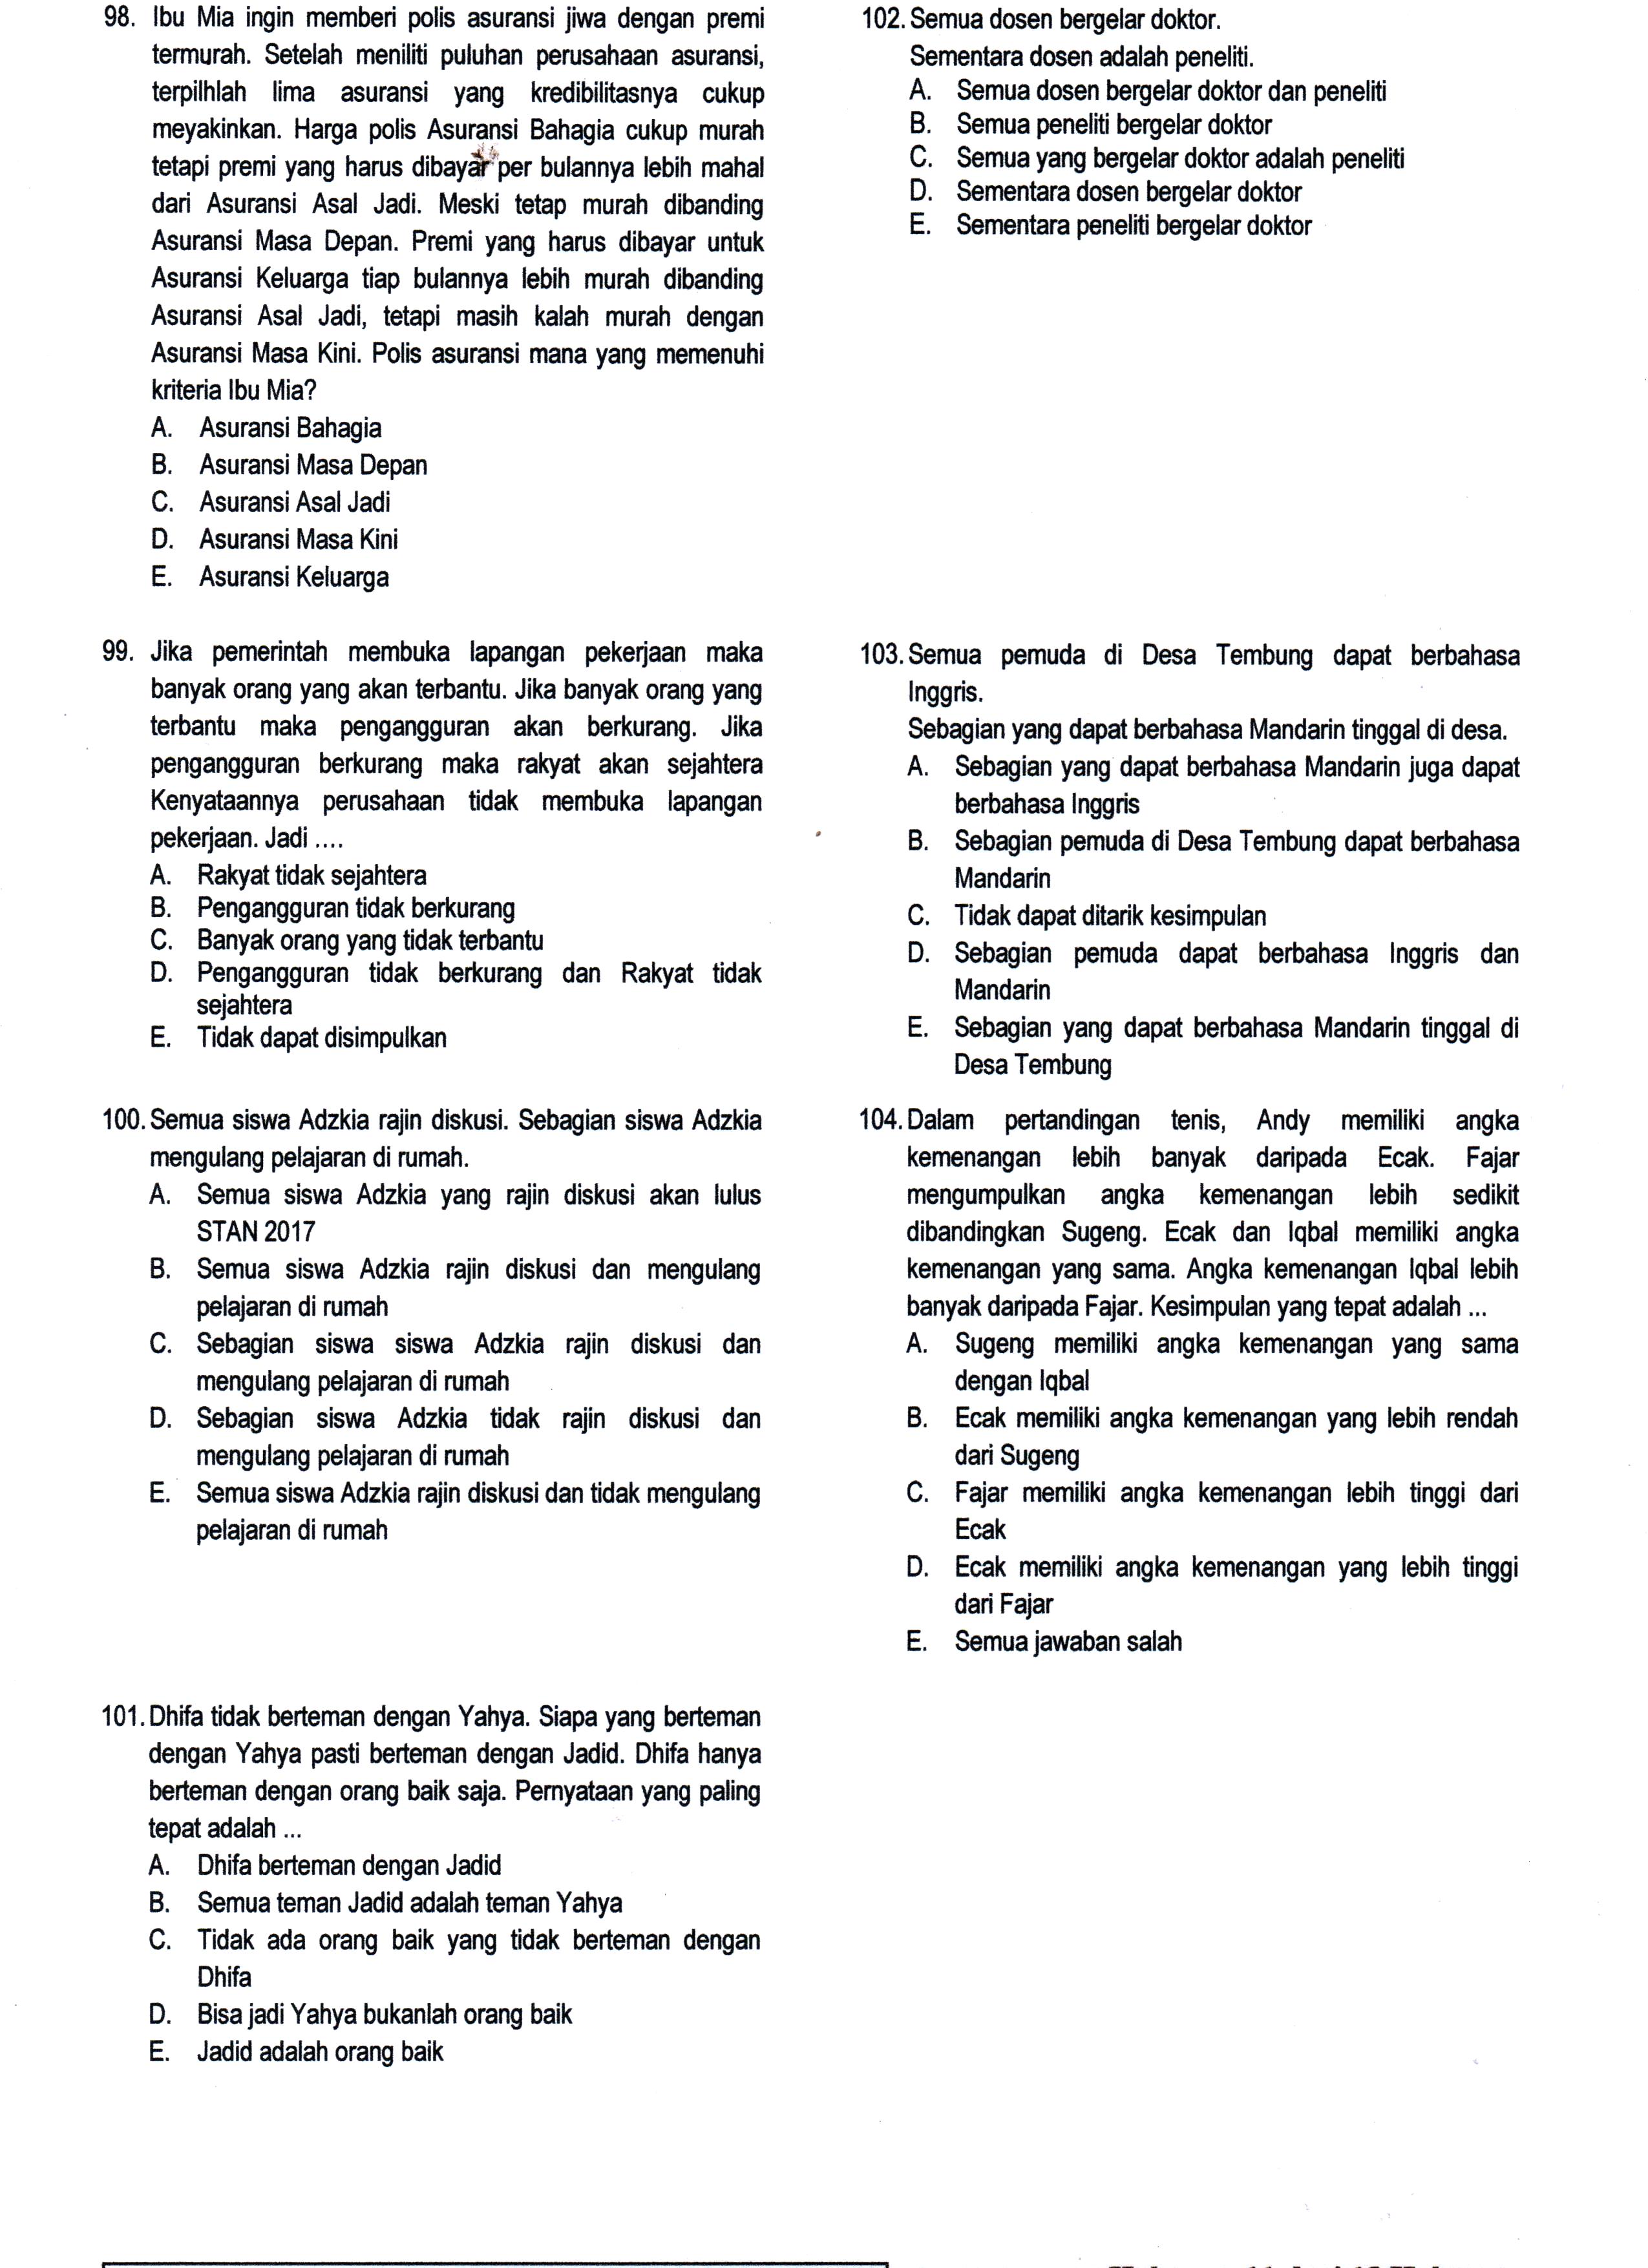 98. Ibu Mia ingin memberi polis asuransi jiwa dengan premi
termurah. Setelah meniliti puluhan perusahaan asuransi,
terpilhlah lima asuransi yang kredibilitasnya cukup
meyakinkan. Harga polis Asuransi Bahagia cukup murah
tetapi premi yang harus dibayar per bulannya lebih mahal
dari Asuransi Asal Jadi. Meski tetap murah dibanding
Asuransi Masa Depan. Premi yang harus dibayar untuk
Asuransi Keluarga tiap bulannya lebih murah dibanding
Asuransi Asal Jadi, tetapi masih kalah murah dengan
Asuransi Masa Kini. Polis asuransi mana yang memenuhi
kriteria Ibu Mia?
A. Asuransi Bahagia
B. Asuransi Masa Depan
C. Asuransi Asal Jadi
D. Asuransi Masa Kini
E. Asuransi Keluarga
99. Jika pemerintah membuka lapangan pekerjaan maka
banyak orang yang akan terbantu. Jika banyak orang yang
terbantu maka pengangguran akan berkurang. Jika
pengangguran berkurang maka rakyat akan sejahtera
Kenyataannya perusahaan tidak membuka lapangan
pekerjaan. Jadi ....
A. Rakyat tidak sejahtera
B. Pengangguran tidak berkurang
C. Banyak orang yang tidak terbantu
D. Pengangguran tidak berkurang dan Rakyat tidak
sejahtera
E. Tidak dapat disimpulkan
100. Semua siswa Adzkia rajin diskusi. Sebagian siswa Adzkia
mengulang pelajaran di rumah.
A. Semua siswa Adzkia yang rajin diskusi akan lulus
STAN 2017
B. Semua siswa Adzkia rajin diskusi dan mengulang
pelajaran di rumah
C. Sebagian siswa siswa Adzkia rajin diskusi dan
mengulang pelajaran di rumah
D. Sebagian siswa Adzkia tidak rajin diskusi dan
mengulang pelajaran di rumah
E. Semua siswa Adzkia rajin diskusi dan tidak mengulang
pelajaran di rumah
101. Dhifa tidak berteman dengan Yahya. Siapa yang berteman
dengan Yahya pasti berteman dengan Jadid. Dhifa hanya
berteman dengan orang baik saja. Pernyataan yang paling
tepat adalah ...
A. Dhifa berteman dengan Jadid
B. Semua teman Jadid adalah teman Yahya
C. Tidak ada orang baik yang tidak berteman dengan
Dhifa
D. Bisa jadi Yahya bukanlah orang baik
E. Jadid adalah orang baik
102. Semua dosen bergelar doktor.
Sementara dosen adalah peneliti.
A. Semua dosen bergelar doktor dan peneliti
B. Semua peneliti bergelar doktor
C. Semua yang bergelar doktor adalah peneliti
D. Sementara dosen bergelar doktor
E. Sementara peneliti bergelar doktor
103. Semua pemuda di Desa Tembung dapat berbahasa
Inggris.
Sebagian yang dapat berbahasa Mandarin tinggal di desa.
A. Sebagian yang dapat berbahasa Mandarin juga dapat
berbahasa Inggris
B. Sebagian pemuda di Desa Tembung dapat berbahasa
Mandarin
C. Tidak dapat ditarik kesimpulan
D. Sebagian pemuda dapat berbahasa Inggris dan
Mandarin
E. Sebagian yang dapat berbahasa Mandarin tinggal di
Desa Tembung
104. Dalam pertandingan tenis, Andy memiliki angka
kemenangan lebih banyak daripada Ecak. Fajar
mengumpulkan angka kemenangan lebih sedikit
dibandingkan Sugeng. Ecak dan Iqbal memiliki angka
kemenangan yang sama. Angka kemenangan Iqbal lebih
banyak daripada Fajar. Kesimpulan yang tepat adalah ...
A. Sugeng memiliki angka kemenangan yang sama
dengan Iqbal
B. Ecak memiliki angka kemenangan yang lebih rendah
dari Sugeng
C. Fajar memiliki angka kemenangan lebih tinggi dari
Ecak
D. Ecak memiliki angka kemenangan yang lebih tinggi
dari Fajar
E. Semua jawaban salah